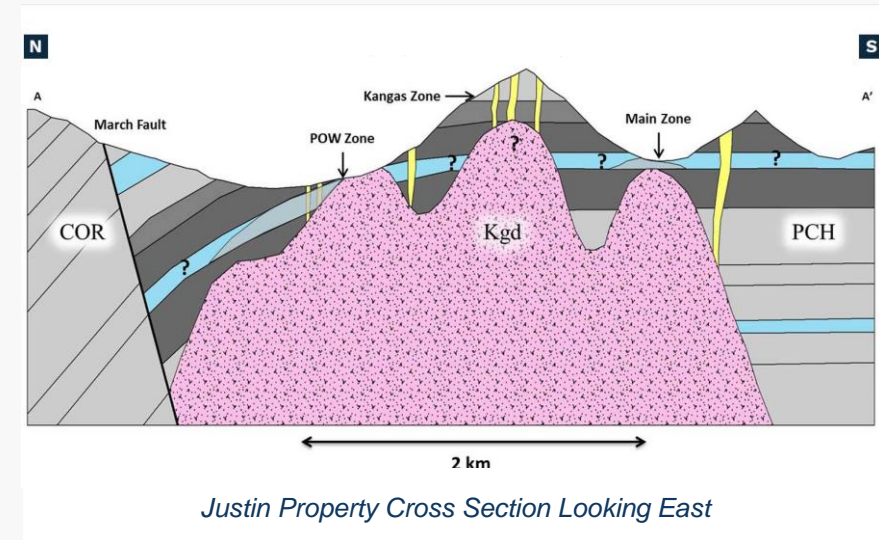 N
S
A
A'
March Fault
Kangas Zone
POW Zone
Main Zone
?
?
?
?
?
COR
Kgd
PCH
2 km
Justin Property Cross Section Looking East